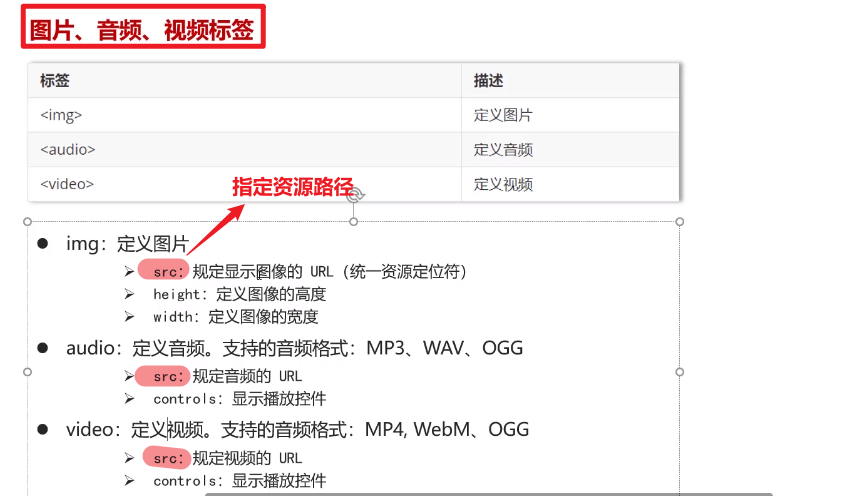 图片、音频、视频标签
标签 描述
<img> 定义图片
<audio> 定义音频
<video> 定义视频
指定资源路径
● img：定义图片
➢ src：规定显示图像的 URL（统一资源定位符）
➢ height：定义图像的高度
➢ width：定义图像的宽度
● audio：定义音频。支持的音频格式：MP3、WAV、OGG
➢ src：规定音频的 URL
➢ controls：显示播放控件
● video：定义视频。支持的音频格式：MP4, WebM、OGG
➢ src：规定视频的 URL
➢ controls：显示播放控件